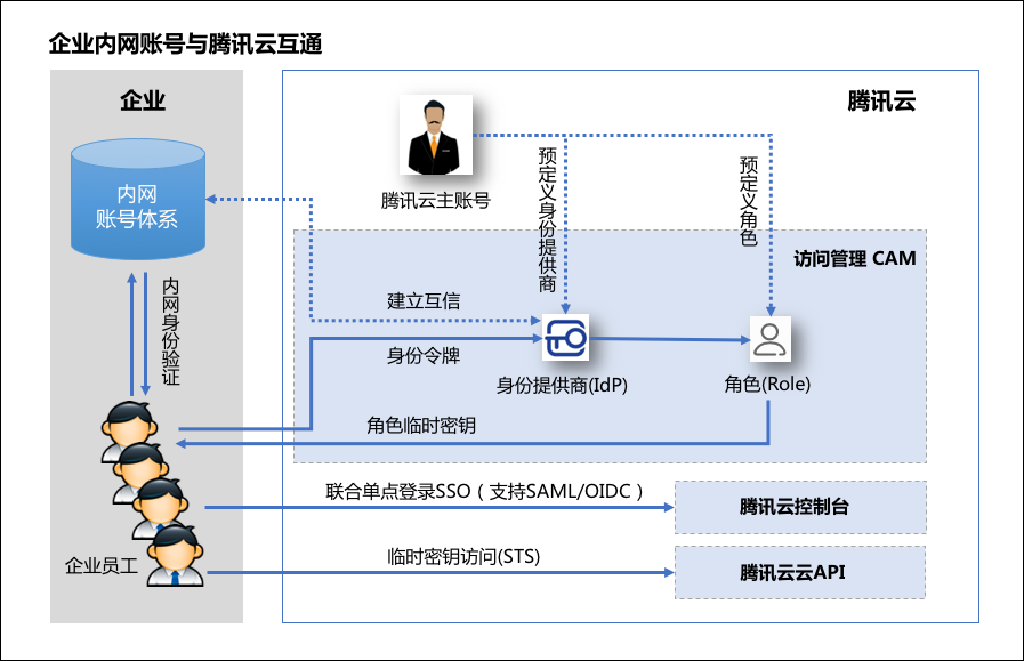 企业内网账号与腾讯云互通
企业
腾讯云
内网
账号体系
腾讯云主账号
预定义身份提供商
预定义角色
访问管理 CAM
内网身份验证
建立互信
身份令牌
身份提供商(IdP)
角色(Role)
角色临时密钥
联合单点登录SSO（支持SAML/OIDC）
腾讯云控制台
企业员工
临时密钥访问(STS)
腾讯云云API